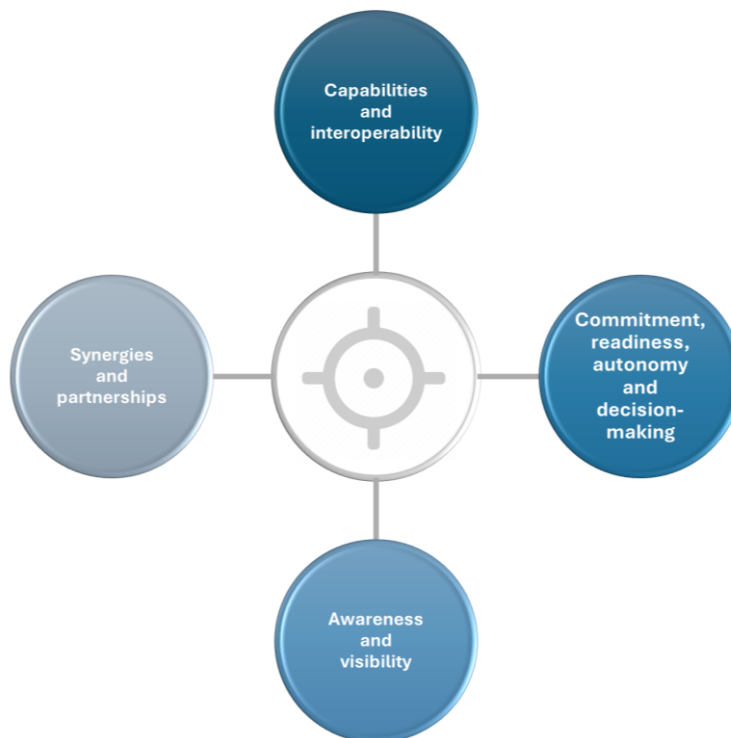 Capabilities
and
interoperability
Synergies
and
partnerships
Commitment,
readiness,
autonomy
and
decision-
making
Awareness
and
visibility